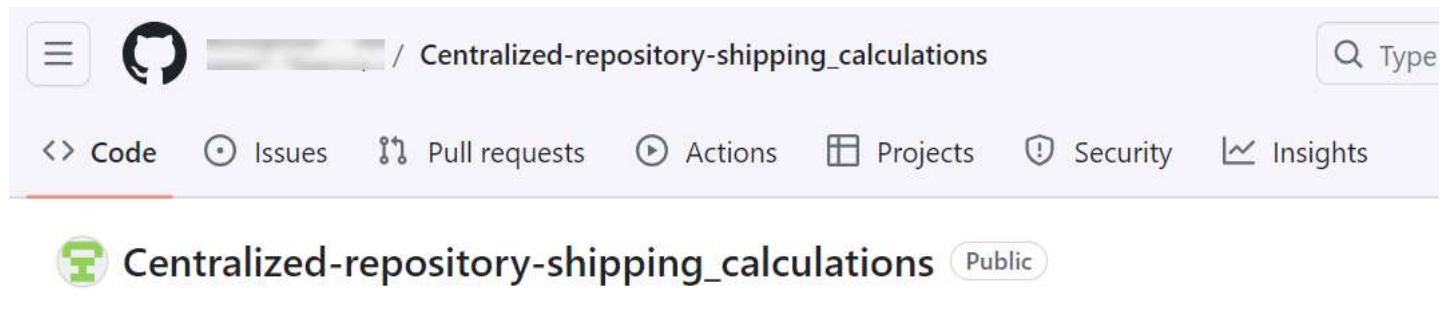 / Centralized-repository-shipping_calculations Type
<> Code Issues Pull requests Actions Projects Security Insights
Centralized-repository-shipping_calculations Public